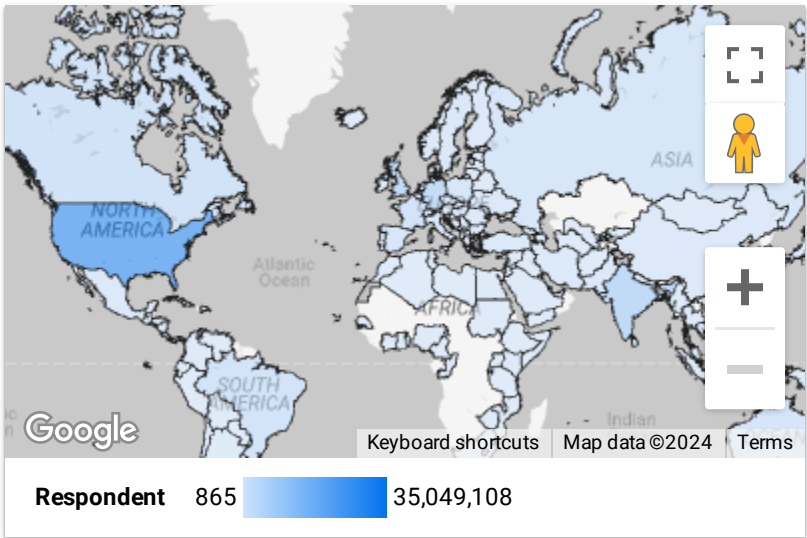 ASIA
NORTH
AMERICA
Atlantic
Ocean
AFRICA
SOUTH
AMERICA
Indian
Google
Keyboard shortcuts
Map data ©2024
Terms
Respondent 865 35,049,108